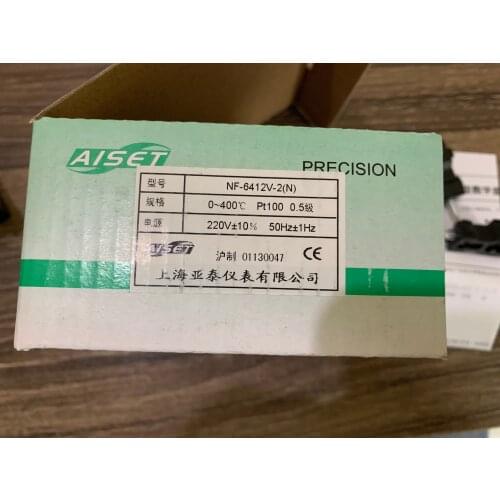 AISET
PRECISION
型号 NF-6412V-2(N)
规格 0~400℃ Pt100 0.5级
电源 220V±10% 50Hz±1Hz
AISET 沪制 01130047 CE
上海亚泰仪表有限公司